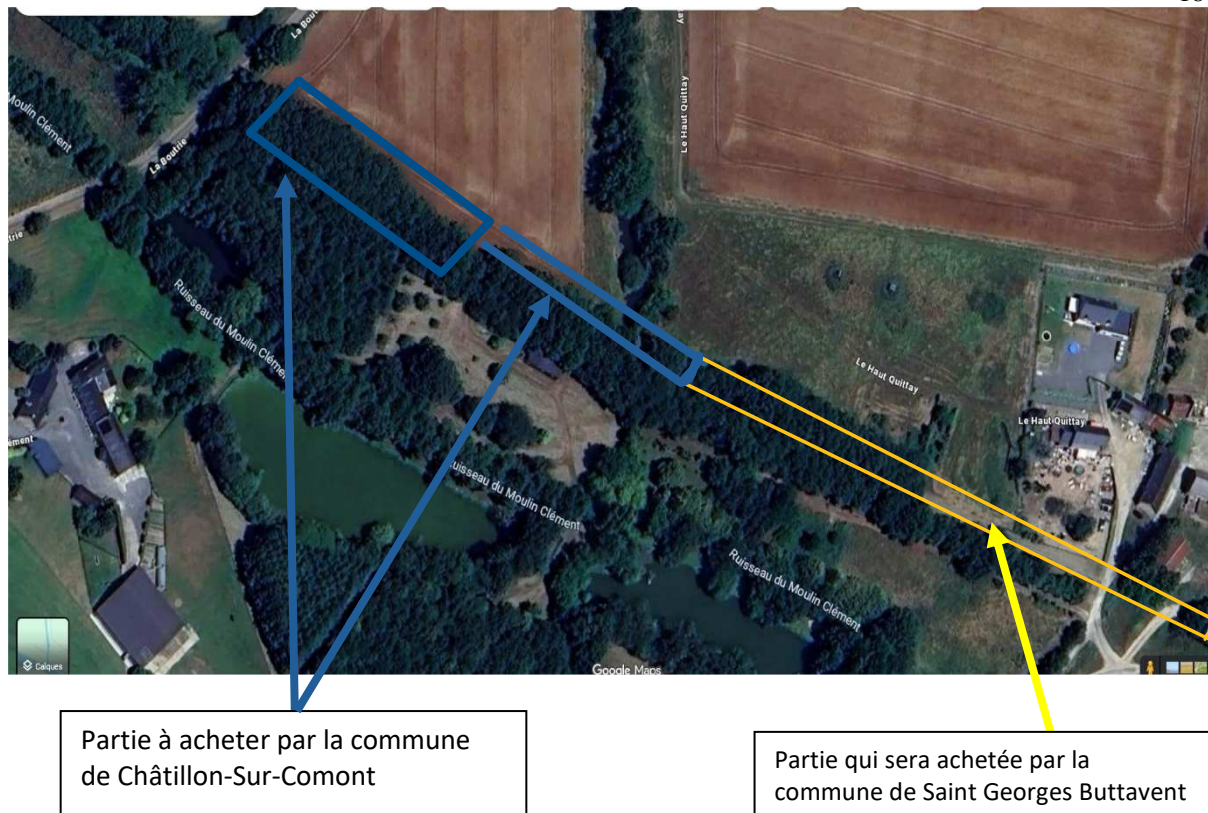 La Boutrie
Moulin Clément
La Boutrie
Le Haut Quittay
Ruisseau du Moulin Clément
Le Haut Quittay
Le Haut Quittay
Ruisseau du Moulin Clément
Ruisseau du Moulin Clément
Calques
Google Maps
Partie à acheter par la commune
de Châtillon-Sur-Comont
Partie qui sera achetée par la
commune de Saint Georges Buttavent